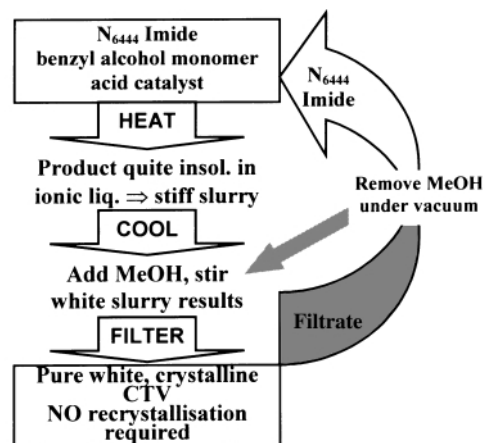 N₆₄₄₄ Imide
benzyl alcohol monomer
acid catalyst
HEAT
Product quite insol. in
ionic liq. ⇒ stiff slurry
COOL
Add MeOH, stir
white slurry results
FILTER
Pure white, crystalline
CTV
NO recrystallisation
required
Filtrate
Remove MeOH
under vacuum
N₆₄₄₄
Imide